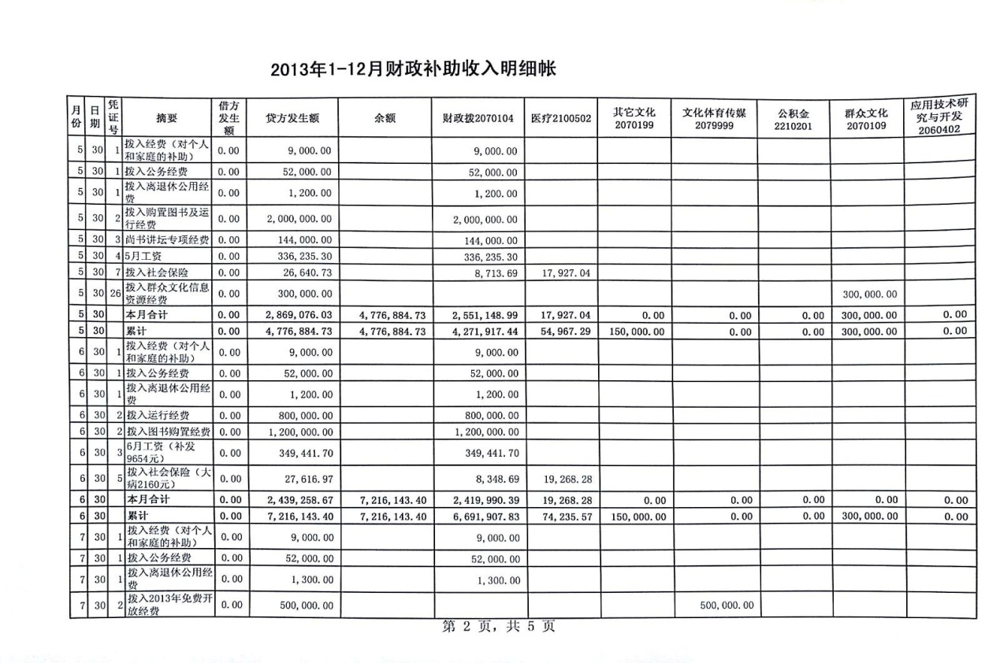 2013年1-12月财政补助收入明细帐
月份 日期 凭证号 摘要 借方发生额 贷方发生额 余额 财政拨2070104 医疗2100502 其它文化2070199 文化体育传媒2079999 公积金2210201 群众文化2070109 应用技术研究与开发2060402
5 30 1 拨入经费（对个人和家庭的补助） 0.00 9,000.00 9,000.00
5 30 1 拨入公务经费 0.00 52,000.00 52,000.00
5 30 1 拨入离退休公用经费 0.00 1,200.00 1,200.00
5 30 2 拨入购置图书及运行经费 0.00 2,000,000.00 2,000,000.00
5 30 3 尚书讲坛专项经费 0.00 144,000.00 144,000.00
5 30 4 5月工资 0.00 336,235.30 336,235.30
5 30 7 拨入社会保险 0.00 26,640.73 8,713.69 17,927.04
5 30 26 拨入群众文化信息资源经费 0.00 300,000.00 300,000.00
5 30 本月合计 0.00 2,869,076.03 4,776,884.73 2,551,148.99 17,927.04 0.00 0.00 0.00 300,000.00 0.00
5 30 累计 0.00 4,776,884.73 4,776,884.73 4,271,917.44 54,967.29 150,000.00 0.00 0.00 300,000.00 0.00
6 30 1 拨入经费（对个人和家庭的补助） 0.00 9,000.00 9,000.00
6 30 1 拨入公务经费 0.00 52,000.00 52,000.00
6 30 1 拨入离退休公用经费 0.00 1,200.00 1,200.00
6 30 2 拨入运行经费 0.00 800,000.00 800,000.00
6 30 2 拨入图书购置经费 0.00 1,200,000.00 1,200,000.00
6 30 3 6月工资（补发9654元） 0.00 349,441.70 349,441.70
6 30 5 拨入社会保险（大病2160元） 0.00 27,616.97 8,348.69 19,268.28
6 30 本月合计 0.00 2,439,258.67 7,216,143.40 2,419,990.39 19,268.28 0.00 0.00 0.00 0.00 0.00
6 30 累计 0.00 7,216,143.40 7,216,143.40 6,691,907.83 74,235.57 150,000.00 0.00 0.00 300,000.00 0.00
7 30 1 拨入经费（对个人和家庭的补助） 0.00 9,000.00 9,000.00
7 30 1 拨入公务经费 0.00 52,000.00 52,000.00
7 30 1 拨入离退休公用经费 0.00 1,300.00 1,300.00
7 30 2 拨入2013年免费开放经费 0.00 500,000.00 500,000.00
第 2 页，共 5 页